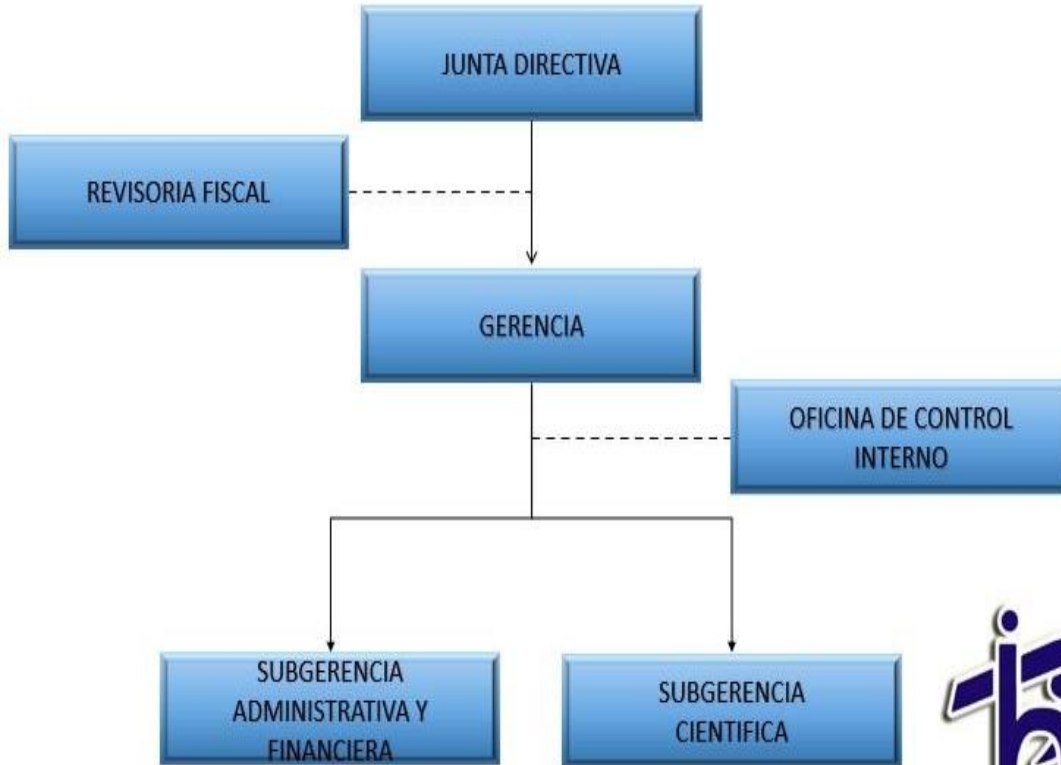 JUNTA DIRECTIVA
REVISORIA FISCAL
GERENCIA
OFICINA DE CONTROL
INTERNO
SUBGERENCIA
ADMINISTRATIVA Y
FINANCIERA
SUBGERENCIA
CIENTIFICA